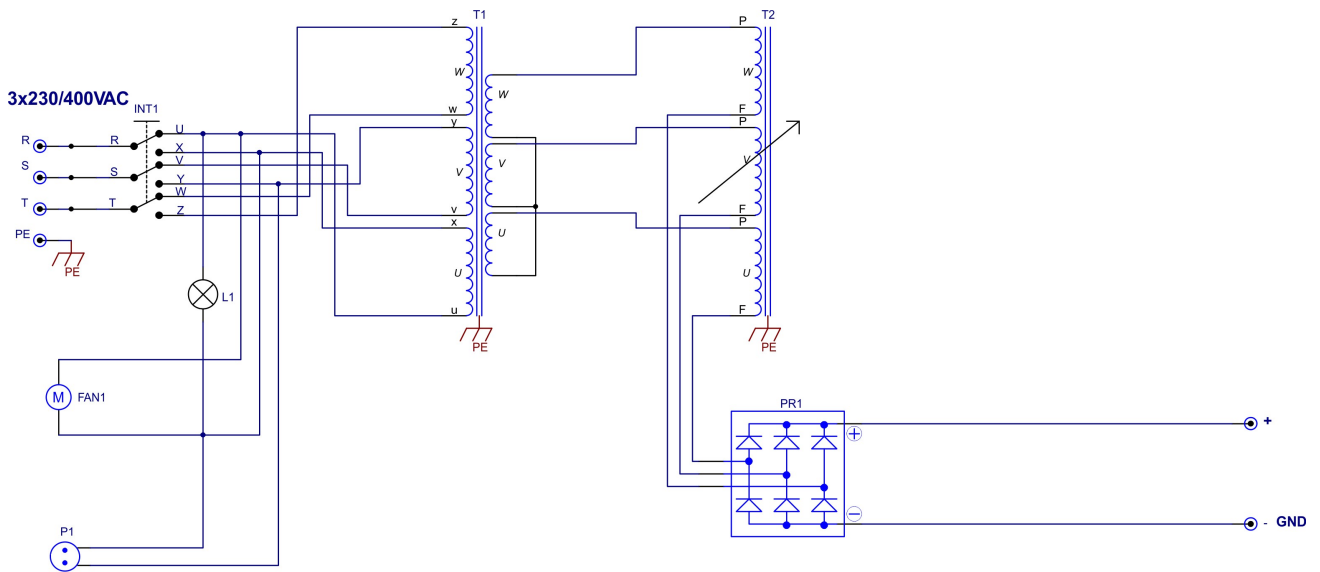 T1
T2
z
P
W
W
W
3x230/400VAC
INT1
w
F
y
P
R
R
U
X
V
V
V
S
S
V
Y
W
T
T
Z
v
F
x
P
PE
U
U
U
PE
L1
u
F
PE
PE
M
FAN1
PR1
+
+
P1
−
- GND